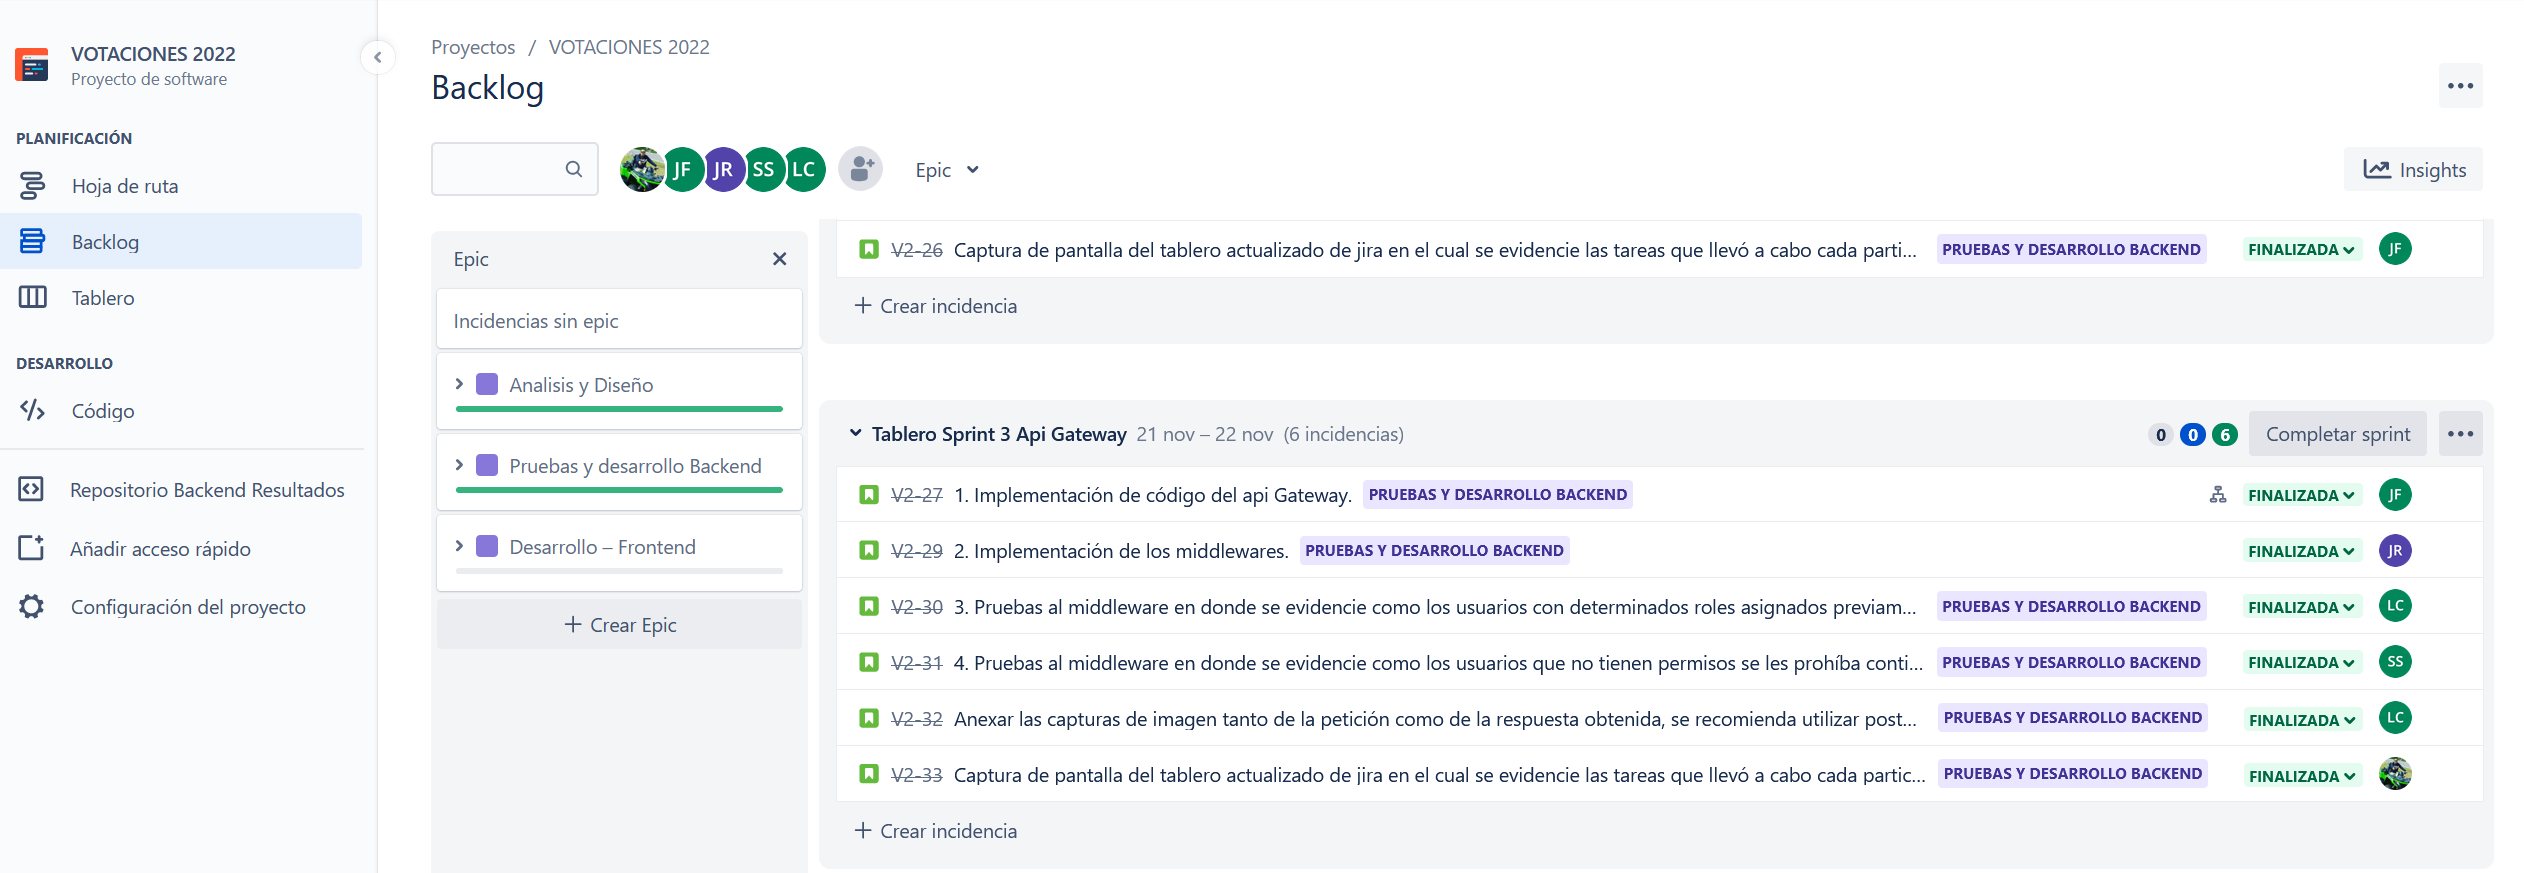 VOTACIONES 2022
Proyecto de software
PLANIFICACIÓN
Hoja de ruta
Backlog
Tablero
DESARROLLO
Código
Repositorio Backend Resultados
Añadir acceso rápido
Configuración del proyecto
Proyectos / VOTACIONES 2022
Backlog
JF JR SS LC
Epic
Insights
Epic
Incidencias sin epic
Analisis y Diseño
Pruebas y desarrollo Backend
Desarrollo – Frontend
+ Crear Epic
V2-26 Captura de pantalla del tablero actualizado de jira en el cual se evidencie las tareas que llevó a cabo cada parti... PRUEBAS Y DESARROLLO BACKEND FINALIZADA JF
+ Crear incidencia
Tablero Sprint 3 Api Gateway 21 nov – 22 nov (6 incidencias) 0 0 6 Completar sprint
V2-27 1. Implementación de código del api Gateway. PRUEBAS Y DESARROLLO BACKEND FINALIZADA JF
V2-29 2. Implementación de los middlewares. PRUEBAS Y DESARROLLO BACKEND FINALIZADA JR
V2-30 3. Pruebas al middleware en donde se evidencie como los usuarios con determinados roles asignados previam... PRUEBAS Y DESARROLLO BACKEND FINALIZADA LC
V2-31 4. Pruebas al middleware en donde se evidencie como los usuarios que no tienen permisos se les prohíba conti... PRUEBAS Y DESARROLLO BACKEND FINALIZADA SS
V2-32 Anexar las capturas de imagen tanto de la petición como de la respuesta obtenida, se recomienda utilizar post... PRUEBAS Y DESARROLLO BACKEND FINALIZADA LC
V2-33 Captura de pantalla del tablero actualizado de jira en el cual se evidencie las tareas que llevó a cabo cada partic... PRUEBAS Y DESARROLLO BACKEND FINALIZADA
+ Crear incidencia